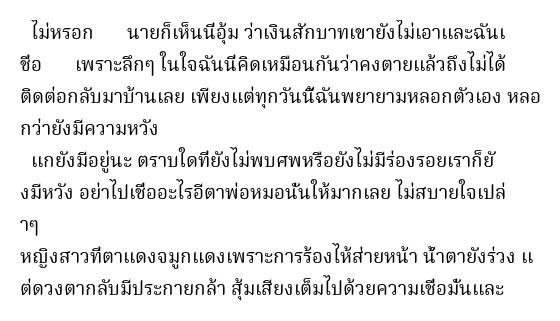 ไม่หรอก นายก็เห็นนี่อุ้ม ว่าเงินสักบาทเขายังไม่เอาและฉันเ
ชื่อ เพราะลึกๆ ในใจฉันนี่คิดเหมือนกันว่าคงตายแล้วถึงไม่ได้
ติดต่อกลับมาบ้านเลย เพียงแต่ทุกวันนี้ฉันพยายามหลอกตัวเอง หลอ
กว่ายังมีความหวัง
แกยังมีอยู่นะ ตราบใดที่ยังไม่พบศพหรือยังไม่มีร่องรอยเราก็ยั
งมีหวัง อย่าไปเชื่ออะไรอีตาพ่อหมอนั้นให้มากเลย ไม่สบายใจเปล่
าๆ
หญิงสาวที่ตาแดงจมูกแดงเพราะการร้องไห้ส่ายหน้า น้ำตายังร่วง แ
ต่ดวงตากลับมีประกายกล้า สุ้มเสียงเต็มไปด้วยความเชื่อมั่นและ